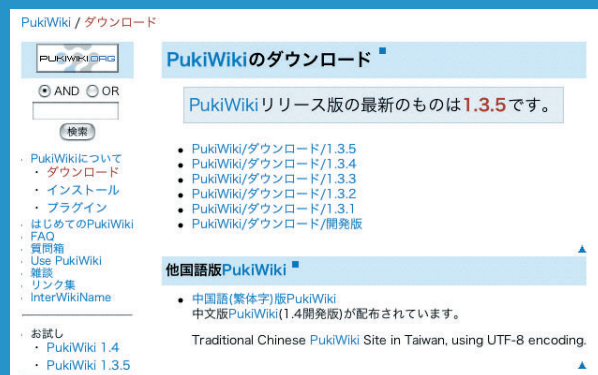 PukiWiki / ダウンロード
PUKIWIKI.ORG
AND OR
検索
PukiWikiについて
・ ダウンロード
・ インストール
・ プラグイン
はじめてのPukiWiki
FAQ
質問箱
Use PukiWiki
雑談
リンク集
InterWikiName
お試し
・ PukiWiki 1.4
・ PukiWiki 1.3.5
PukiWikiのダウンロード
PukiWikiリリース版の最新のものは1.3.5です。
• PukiWiki/ダウンロード/1.3.5
• PukiWiki/ダウンロード/1.3.4
• PukiWiki/ダウンロード/1.3.3
• PukiWiki/ダウンロード/1.3.2
• PukiWiki/ダウンロード/1.3.1
• PukiWiki/ダウンロード/開発版
他国語版PukiWiki
• 中国語(繁体字)版PukiWiki
中文版PukiWiki(1.4開発版)が配布されています。
Traditional Chinese PukiWiki Site in Taiwan, using UTF-8 encoding.